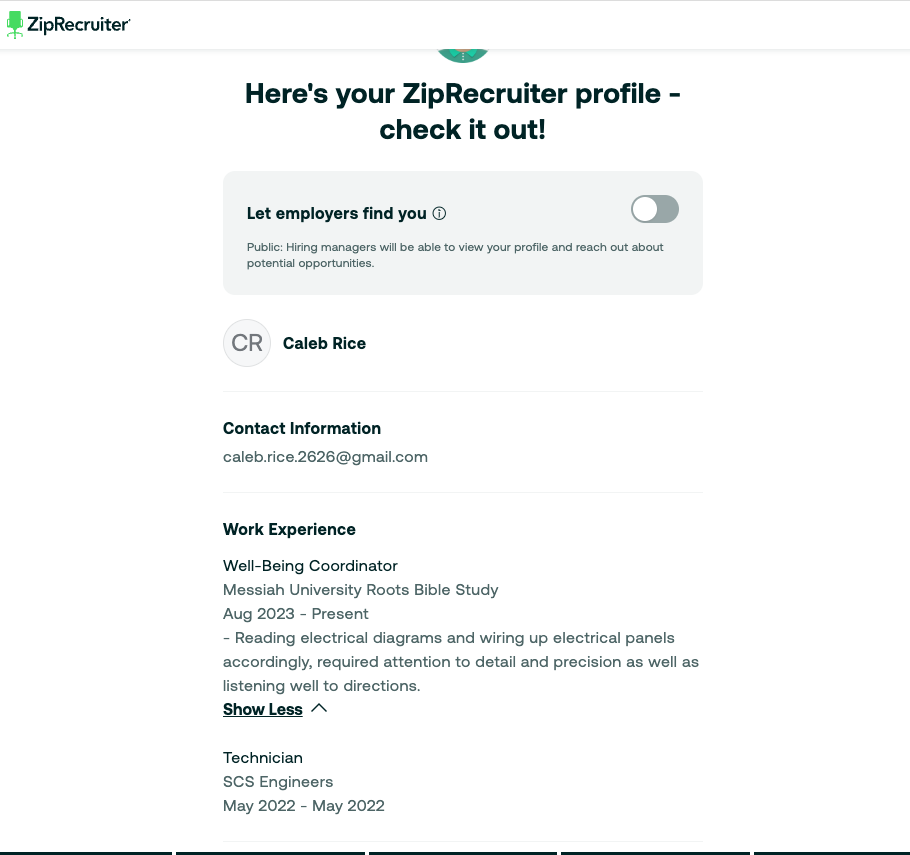 ZipRecruiter
Here's your ZipRecruiter profile -
check it out!
Let employers find you
Public: Hiring managers will be able to view your profile and reach out about
potential opportunities.
CR
Caleb Rice
Contact Information
caleb.rice.2626@gmail.com
Work Experience
Well-Being Coordinator
Messiah University Roots Bible Study
Aug 2023 - Present
- Reading electrical diagrams and wiring up electrical panels
accordingly, required attention to detail and precision as well as
listening well to directions.
Show Less
Technician
SCS Engineers
May 2022 - May 2022